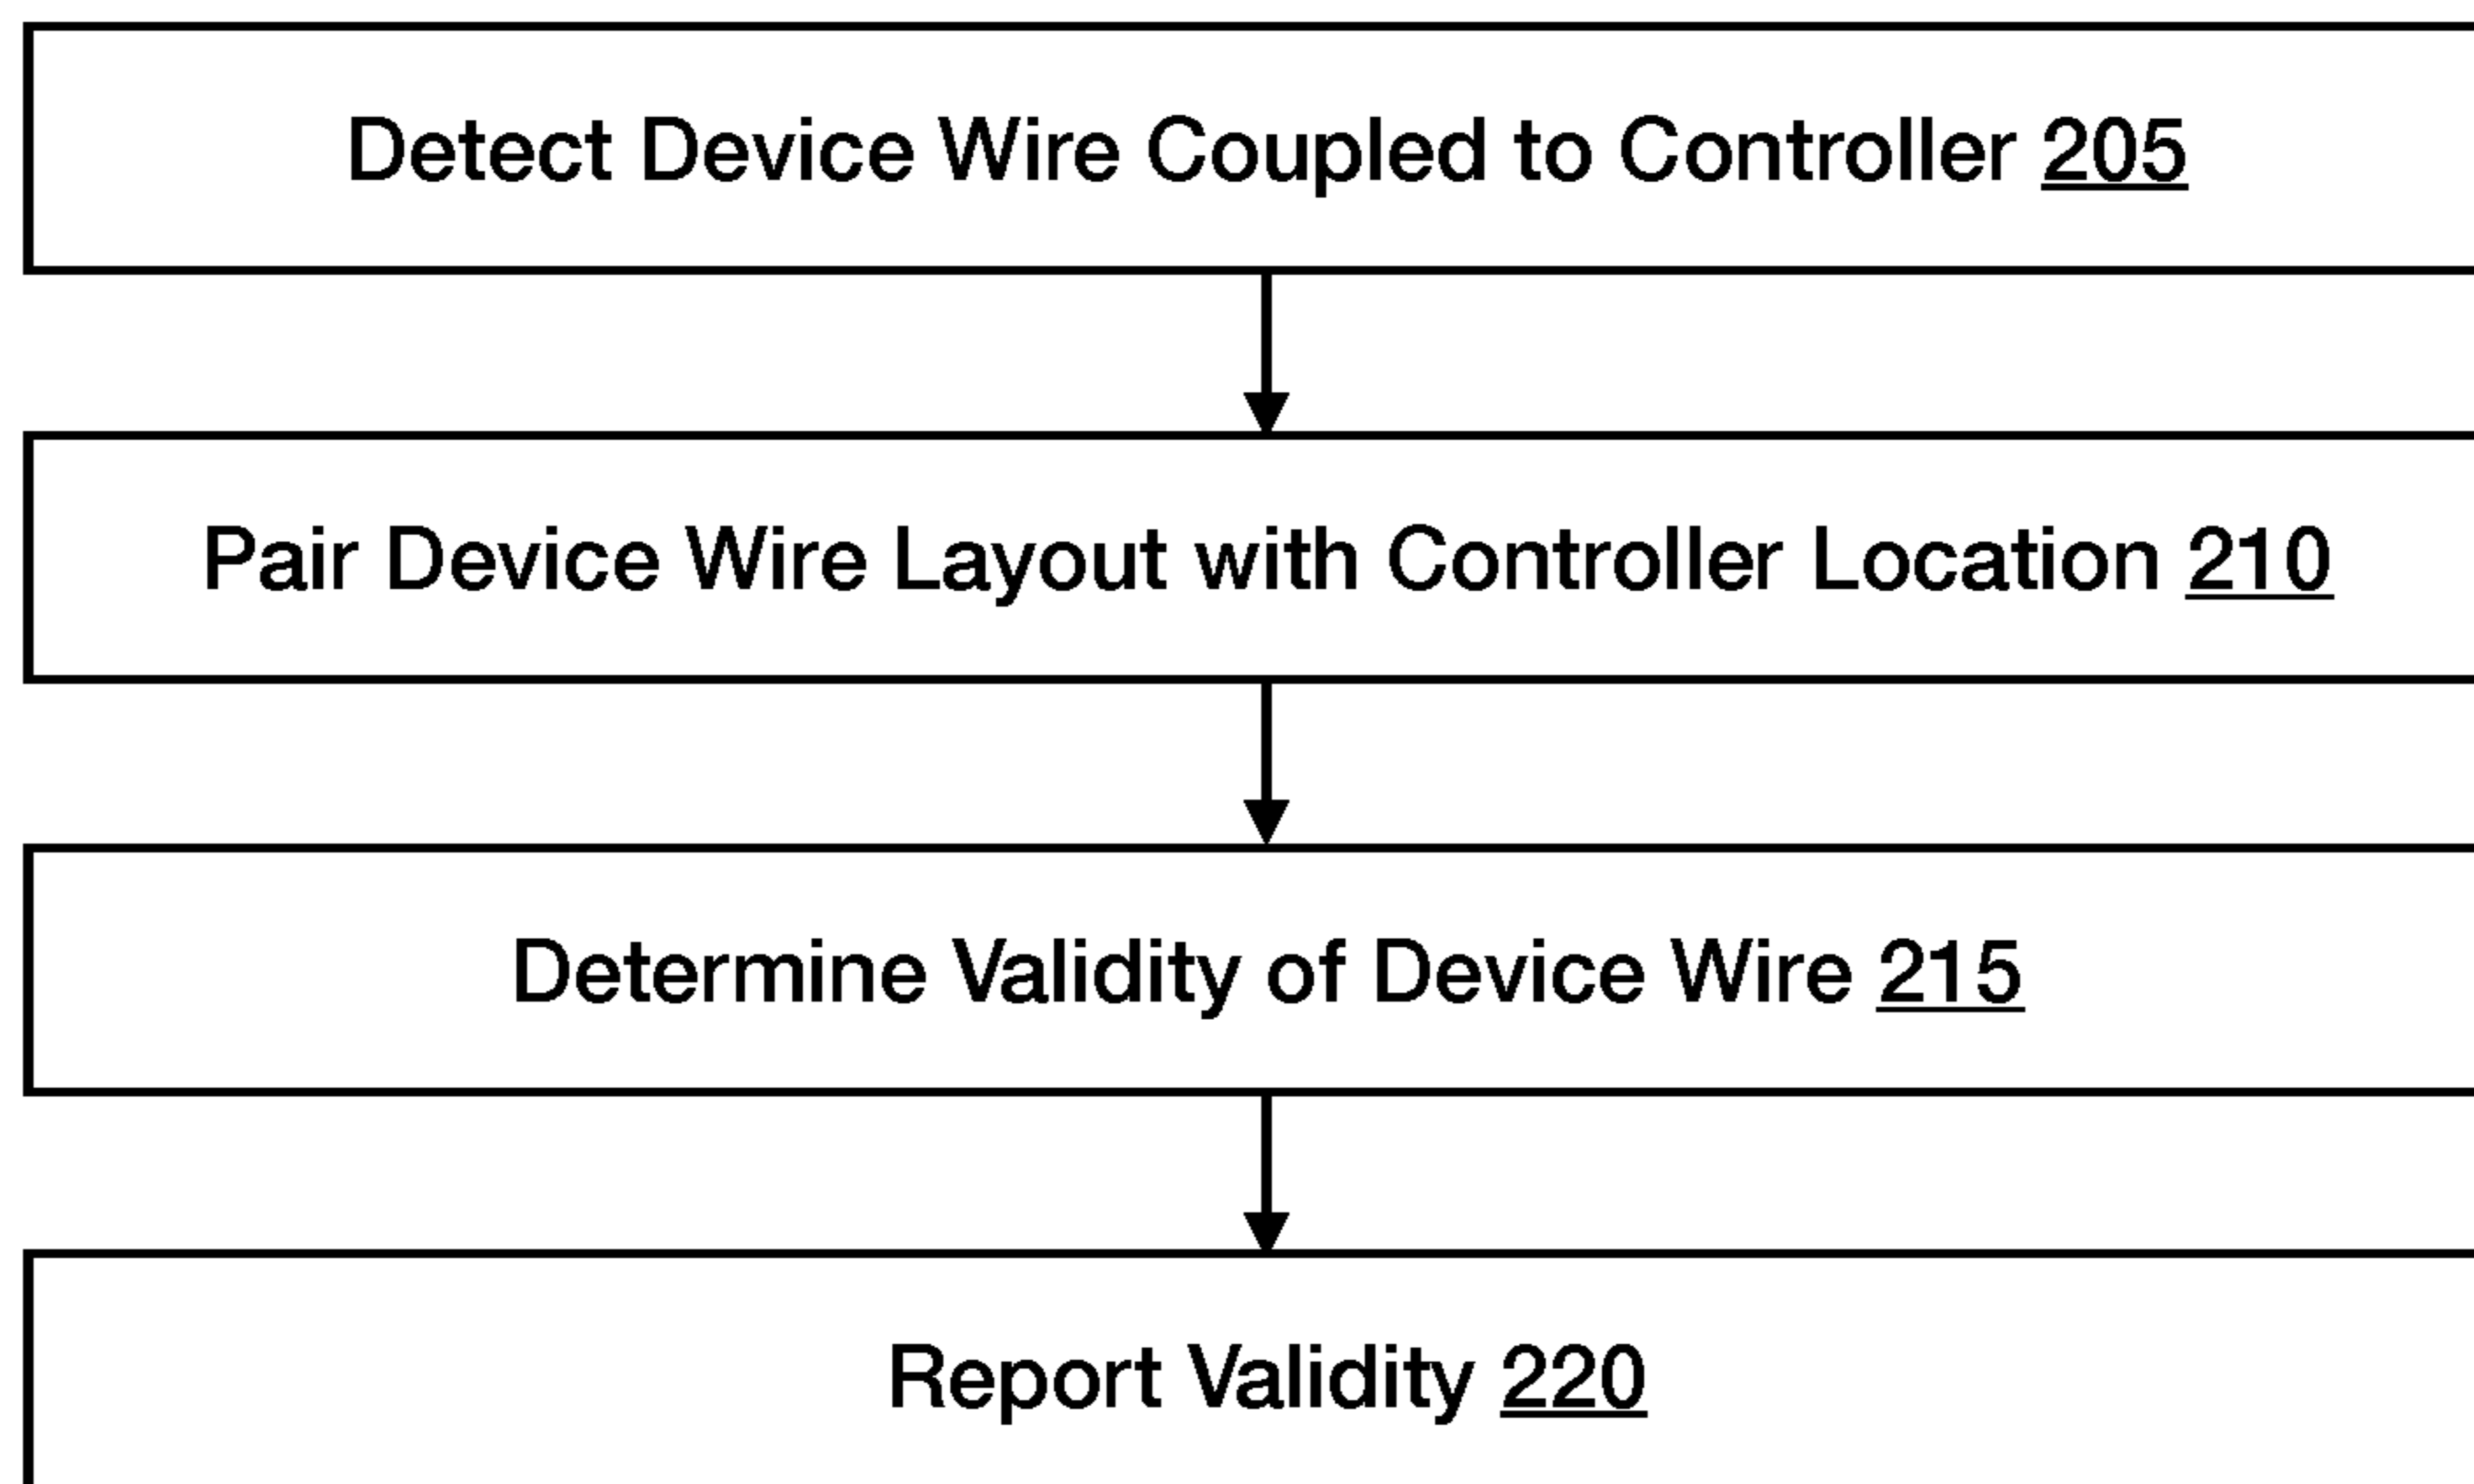 Detect Device Wire Coupled to Controller 205
Pair Device Wire Layout with Controller Location 210
Determine Validity of Device Wire 215
Report Validity 220